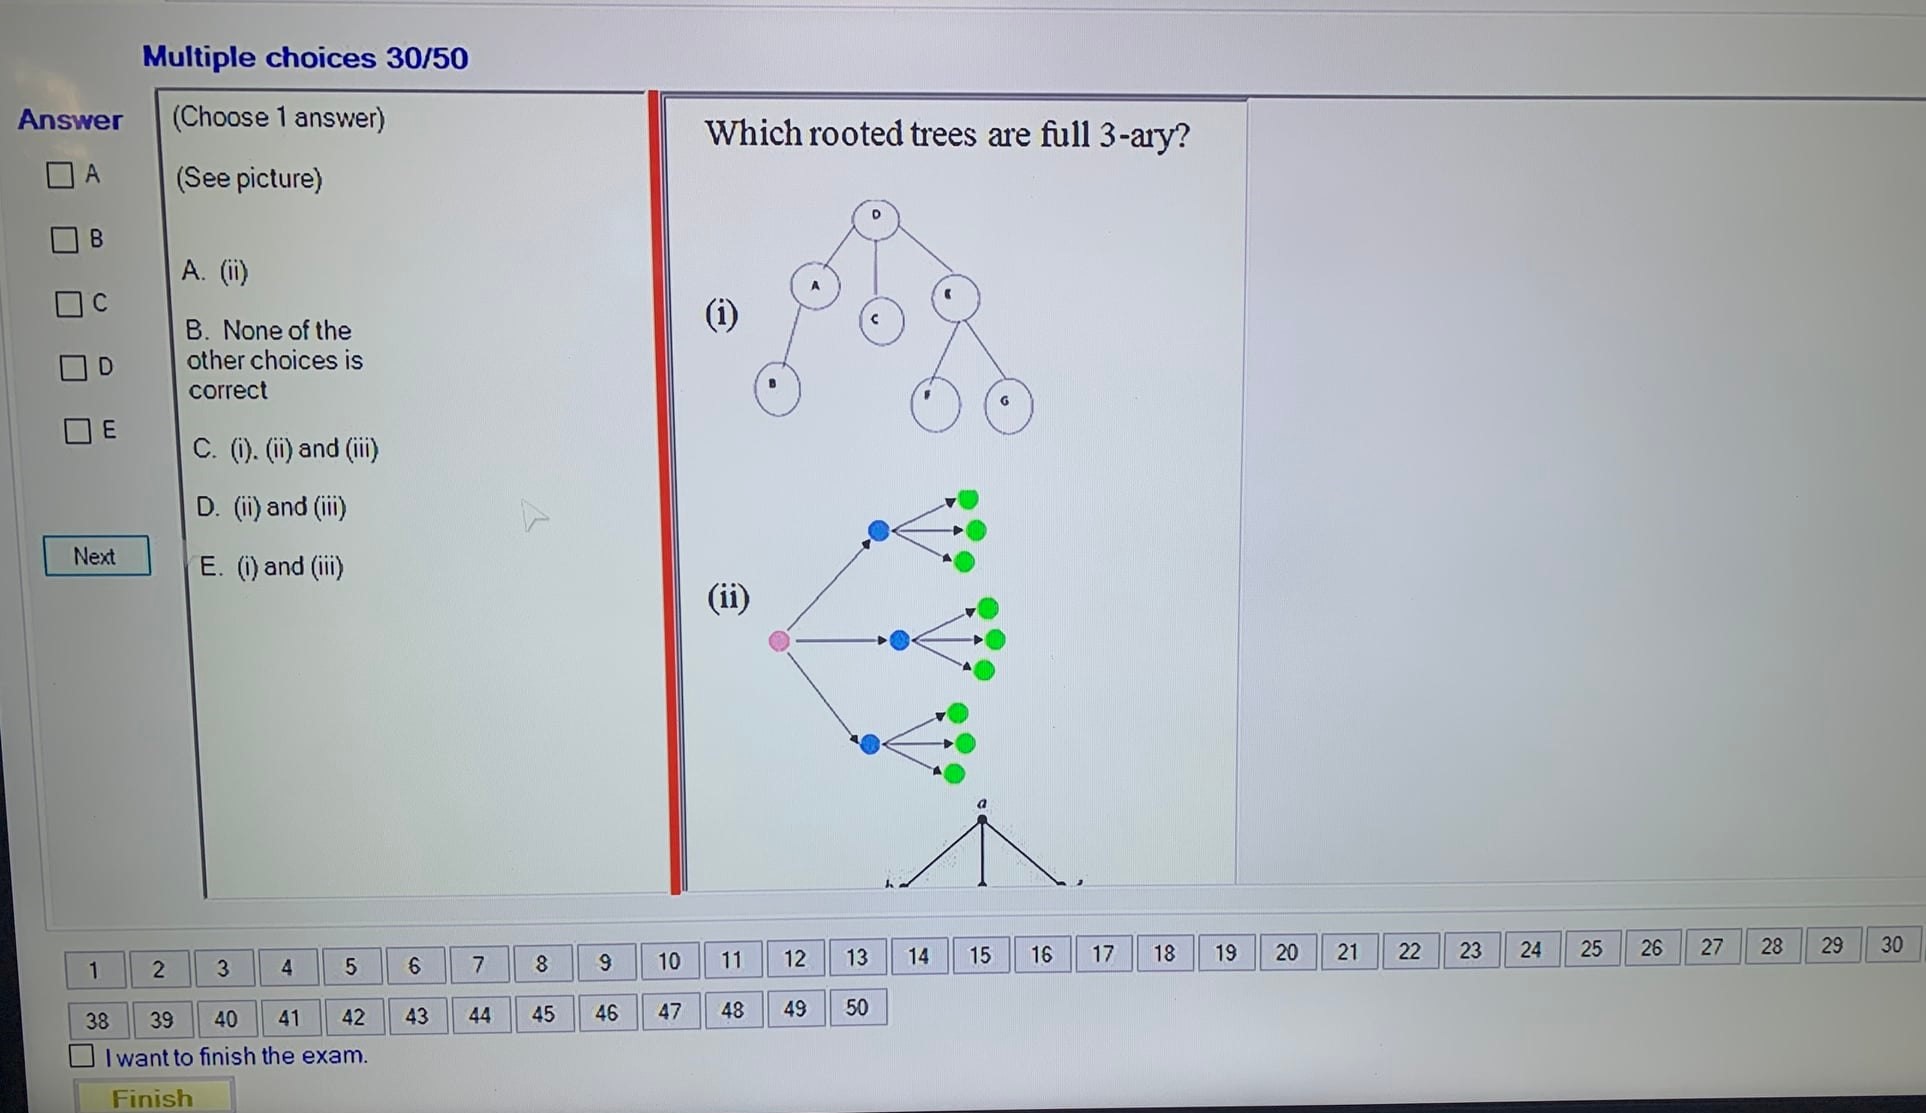 Multiple choices 30/50
Answer
A
B
C
D
E
Next
(Choose 1 answer)
(See picture)
A. (ii)
B. None of the
other choices is
correct
C. (i). (ii) and (iii)
D. (ii) and (iii)
E. (i) and (iii)
Which rooted trees are full 3-ary?
(i)
D
A
C
B
G
(ii)
a
1 2 3 4 5 6 7 8 9 10 11 12 13 14 15 16 17 18 19 20 21 22 23 24 25 26 27 28 29 30
38 39 40 41 42 43 44 45 46 47 48 49 50
I want to finish the exam.
Finish